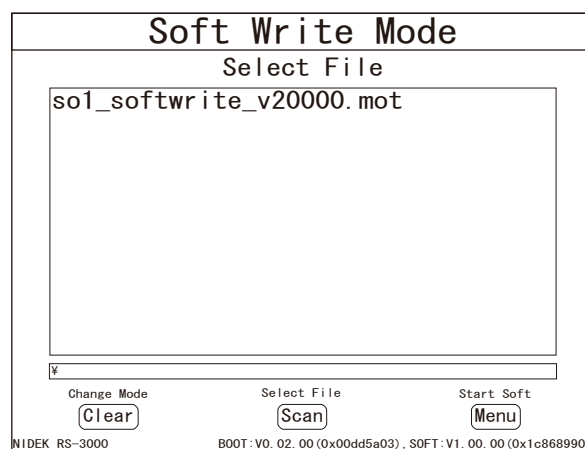 Soft Write Mode
Select File
so1_softwrite_v20000.mot
¥
Change Mode Select File Start Soft
Clear Scan Menu
NIDEK RS-3000 BOOT:V0.02.00(0x00dd5a03),SOFT:V1.00.00(0x1c868990